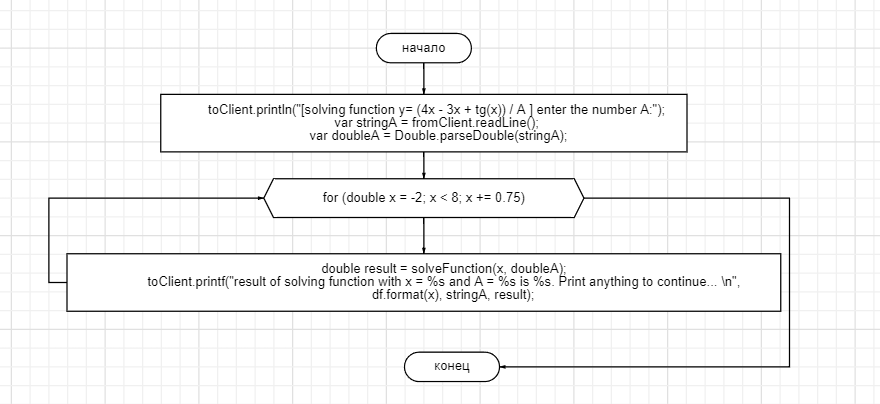 начало
toClient.println("[solving function y= (4x - 3x + tg(x)) / A ] enter the number A:");
var stringA = fromClient.readLine();
var doubleA = Double.parseDouble(stringA);
for (double x = -2; x < 8; x += 0.75)
double result = solveFunction(x, doubleA);
toClient.printf("result of solving function with x = %s and A = %s is %s. Print anything to continue... \n",
df.format(x), stringA, result);
конец